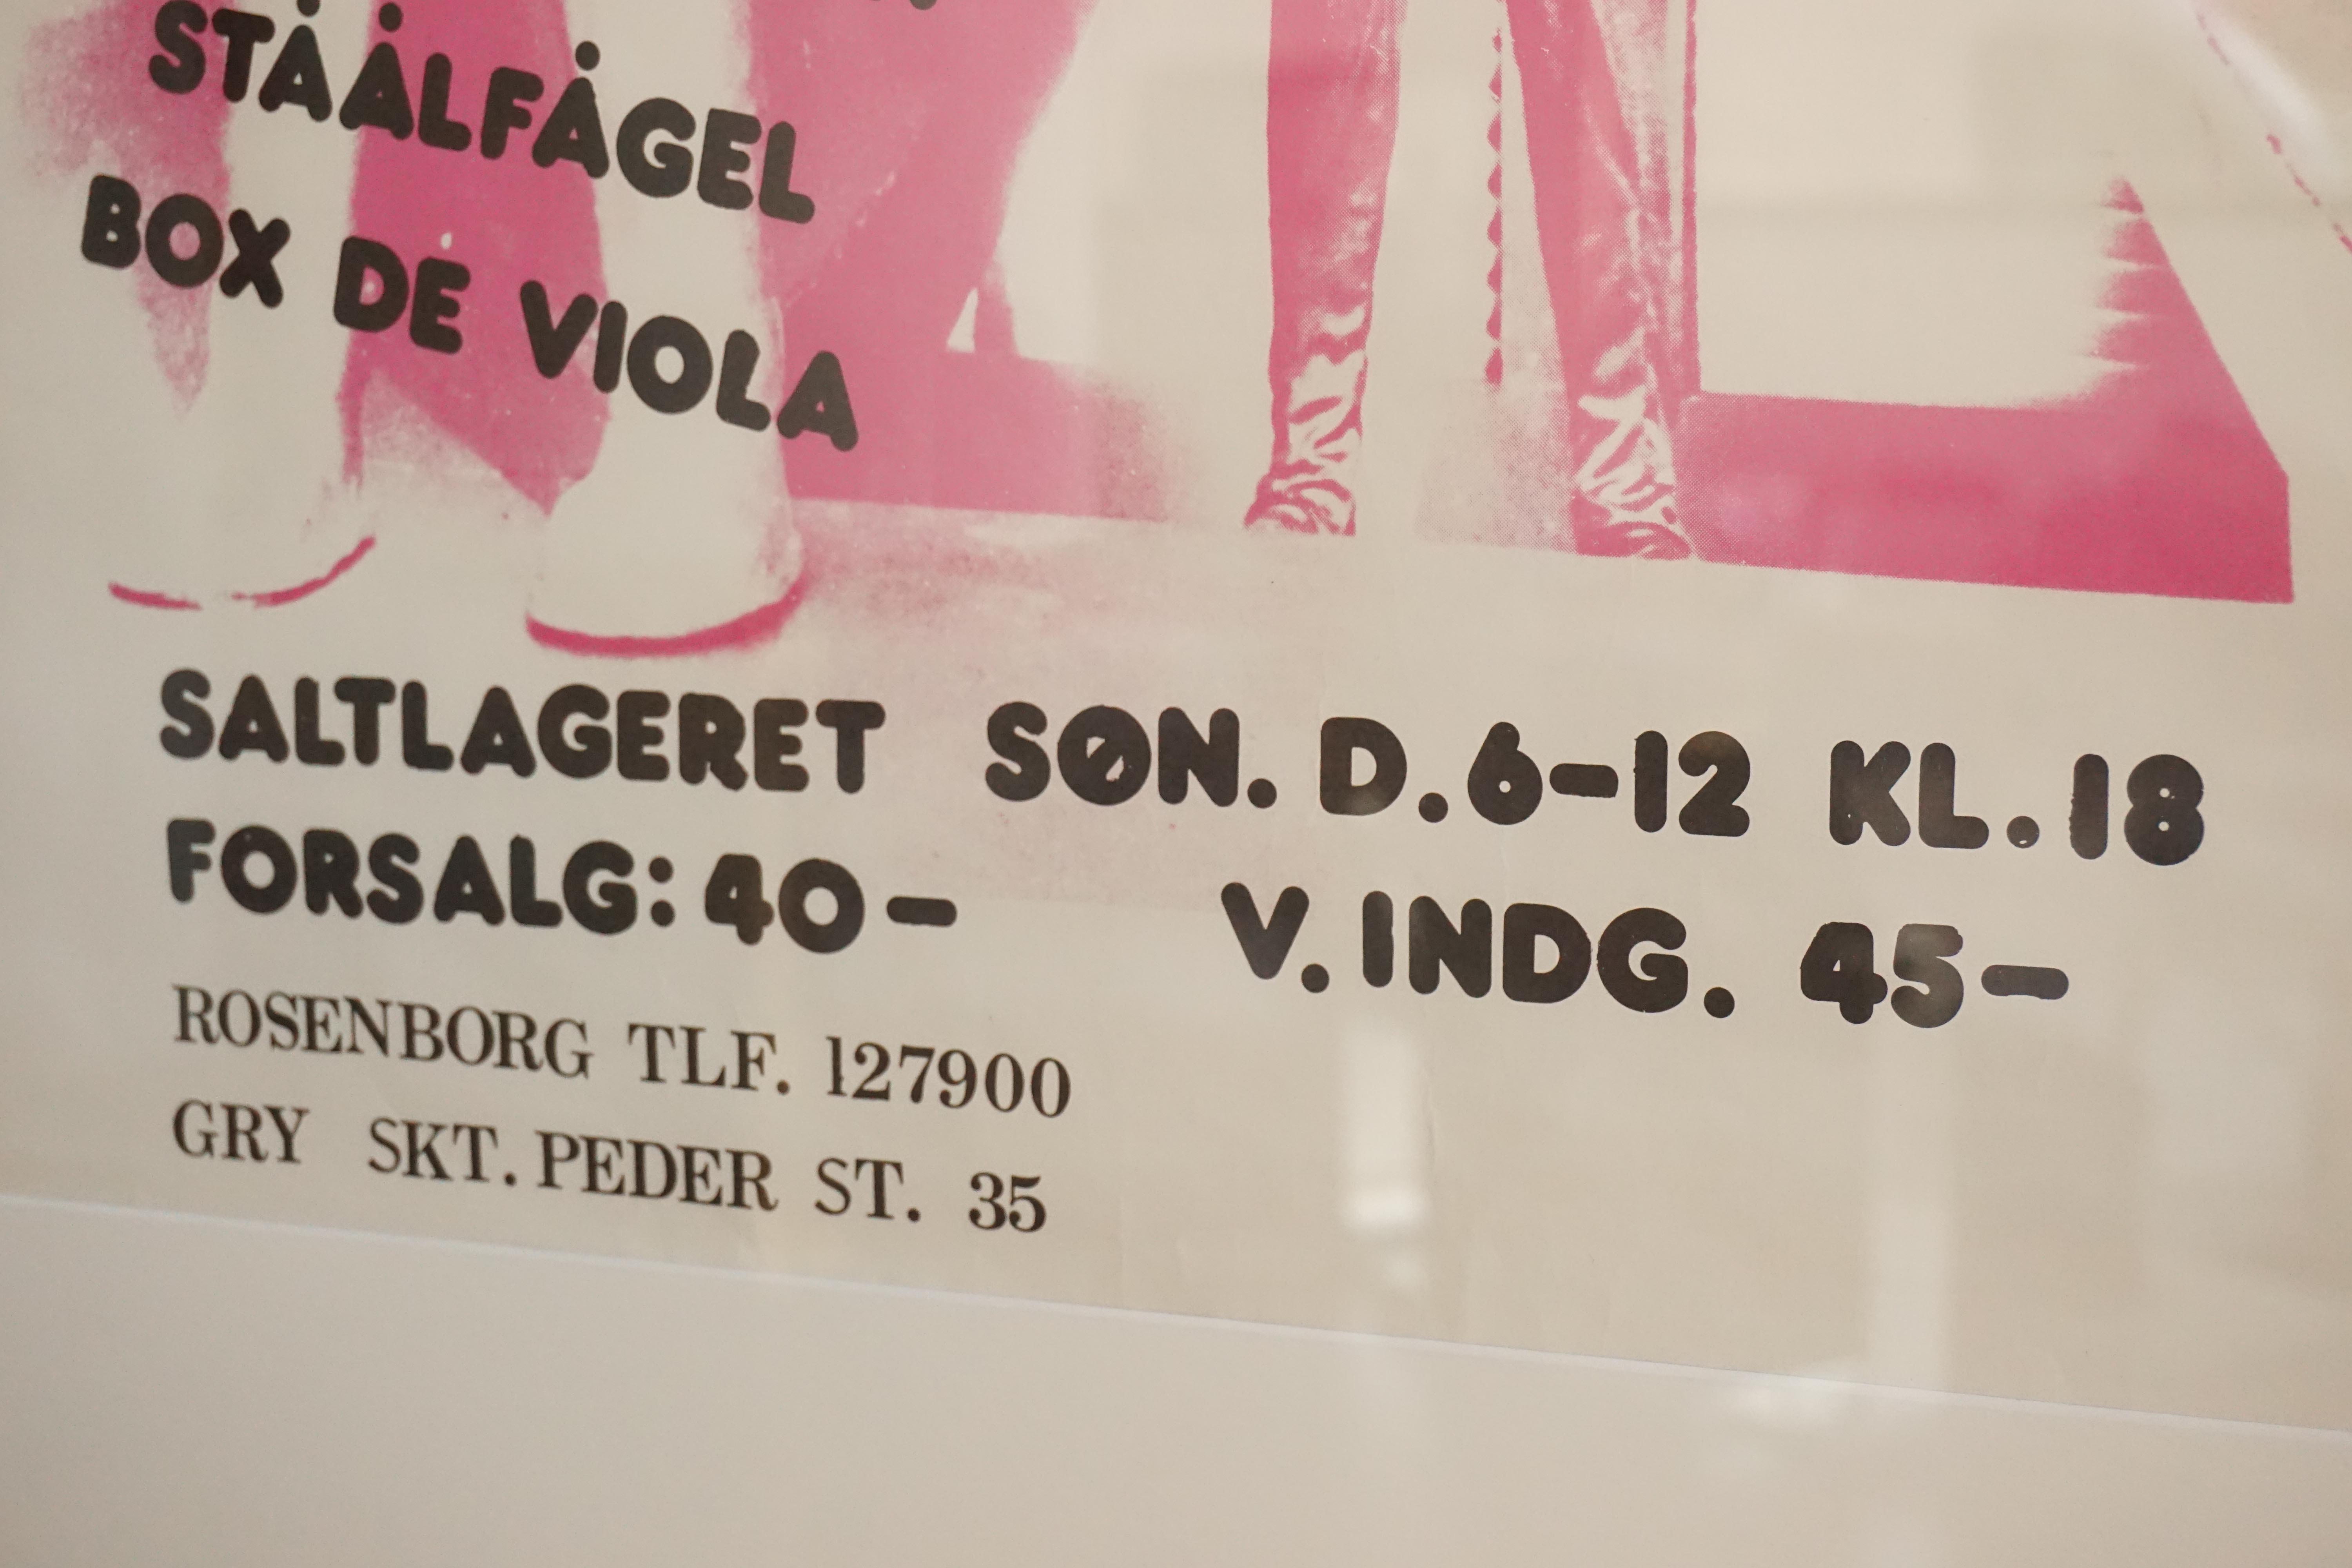 STÅÅLFÅGEL
BOX DE VIOLA
SALTLAGERET SØN. D. 6-12 KL. 18
FORSALG: 40- V. INDG. 45-
ROSENBORG TLF. 127900
GRY SKT. PEDER ST. 35